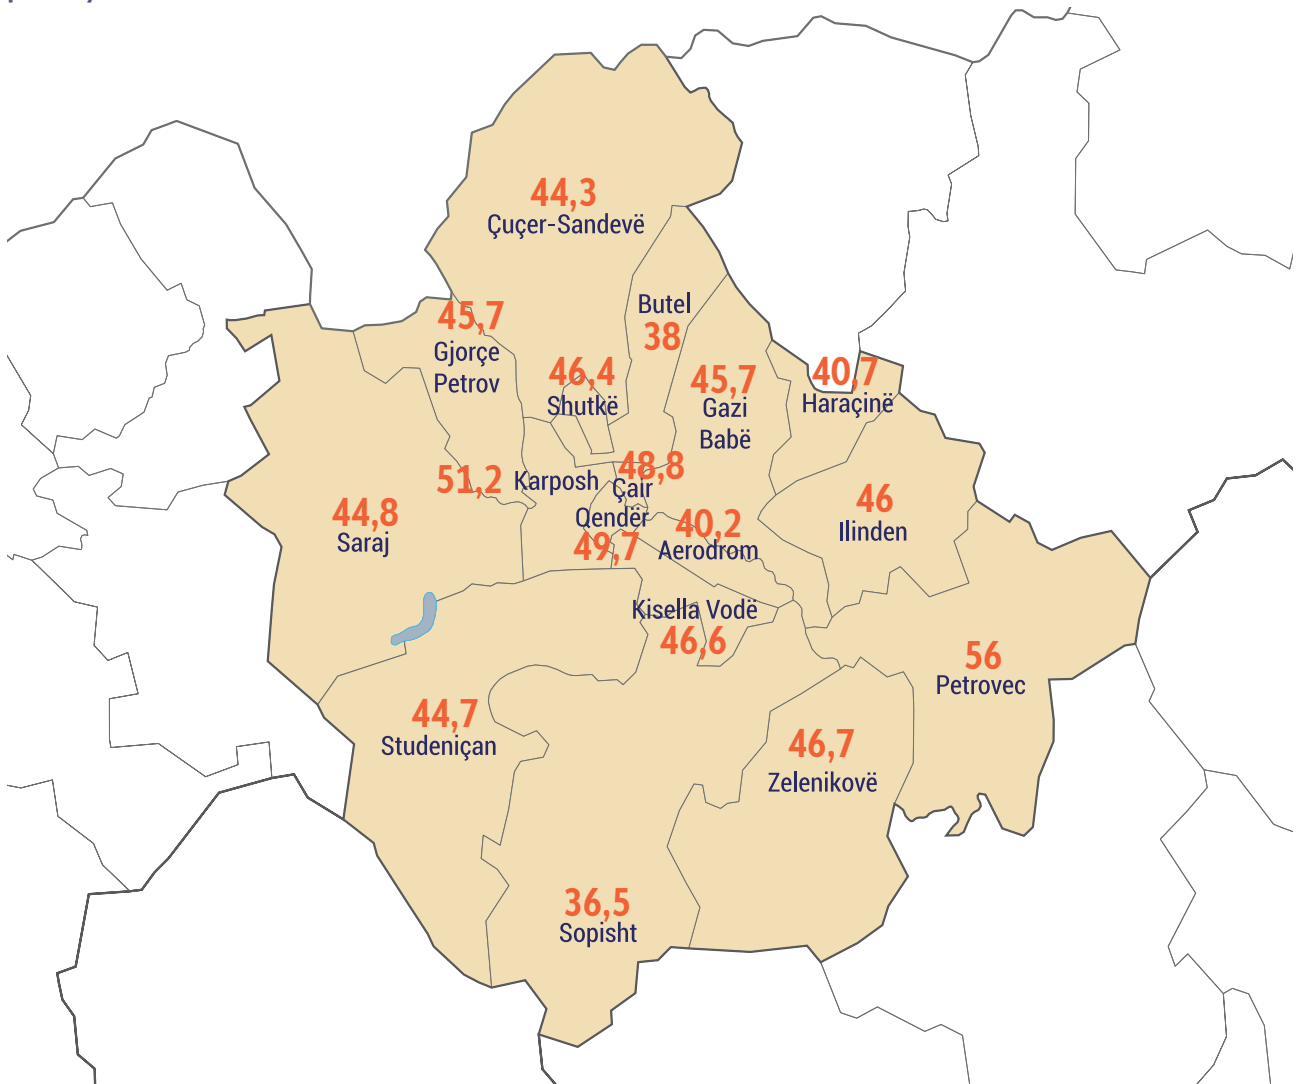 44,3
Çuçer-Sandevë
Butel
38
45,7
Gjorçe
Petrov
46,4
Shutkë
45,7
Gazi
Babë
40,7
Haraçinë
51,2
Karposh
48,8
Çair
44,8
Saraj
Qendër
49,7
40,2
Aerodrom
46
Ilinden
Kisella Vodë
46,6
56
Petrovec
44,7
Studeniçan
46,7
Zelenikovë
36,5
Sopisht